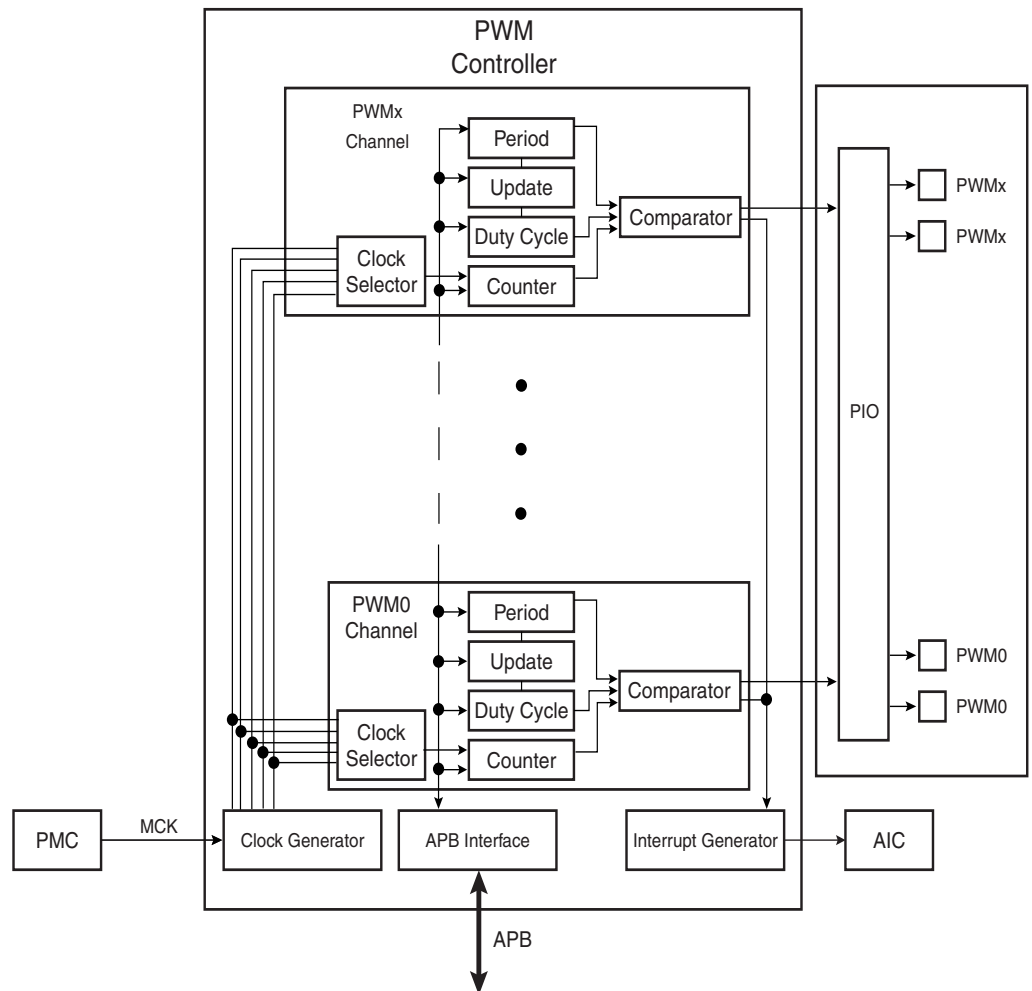 PWM
Controller
PWMx
Channel
Period
Update
Duty Cycle
Counter
Clock
Selector
Comparator
PIO
PWMx
PWMx
PWM0
Channel
Period
Update
Duty Cycle
Counter
Clock
Selector
Comparator
PWM0
PWM0
PMC
MCK
Clock Generator
APB Interface
Interrupt Generator
AIC
APB